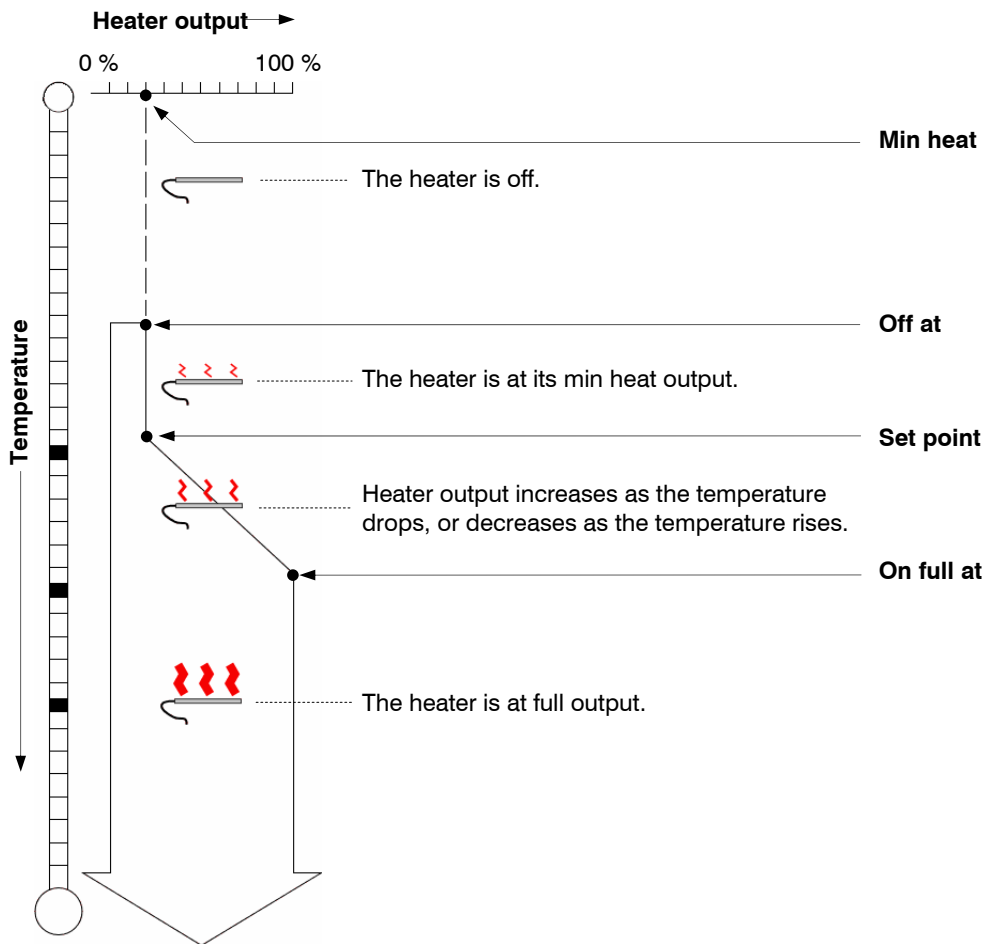 Heater output
0 %
100 %
Min heat
The heater is off.
Off at
The heater is at its min heat output.
Temperature
Set point
Heater output increases as the temperature
drops, or decreases as the temperature rises.
On full at
The heater is at full output.